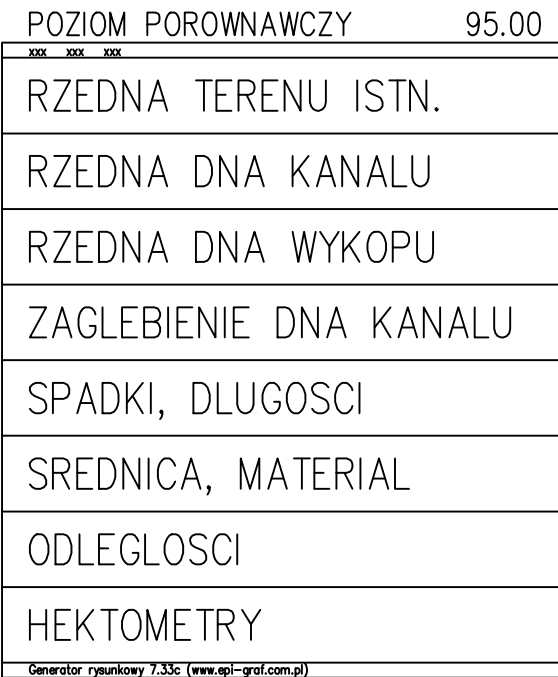 POZIOM POROWNAWCZY 95.00
xxx xxx xxx
RZEDNA TERENU ISTN.
RZEDNA DNA KANALU
RZEDNA DNA WYKOPU
ZAGLEBIENIE DNA KANALU
SPADKI, DLUGOSCI
SREDNICA, MATERIAL
ODLEGLOSCI
HEKTOMETRY
Generator rysunkowy 7.33c (www.epi-graf.com.pl)